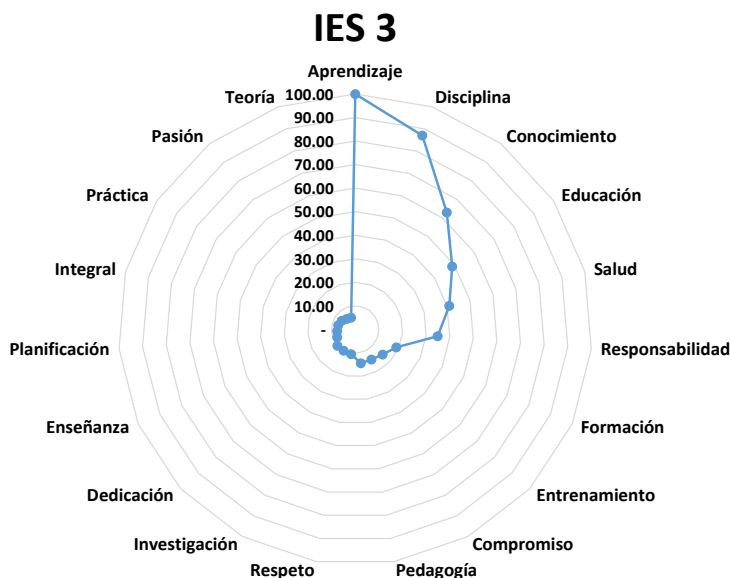 IES 3
Aprendizaje
Disciplina
Conocimiento
Educación
Salud
Responsabilidad
Formación
Entrenamiento
Compromiso
Pedagogía
Respeto
Investigación
Dedicación
Enseñanza
Planificación
Integral
Práctica
Pasión
Teoría
100.00
90.00
80.00
70.00
60.00
50.00
40.00
30.00
20.00
10.00
-